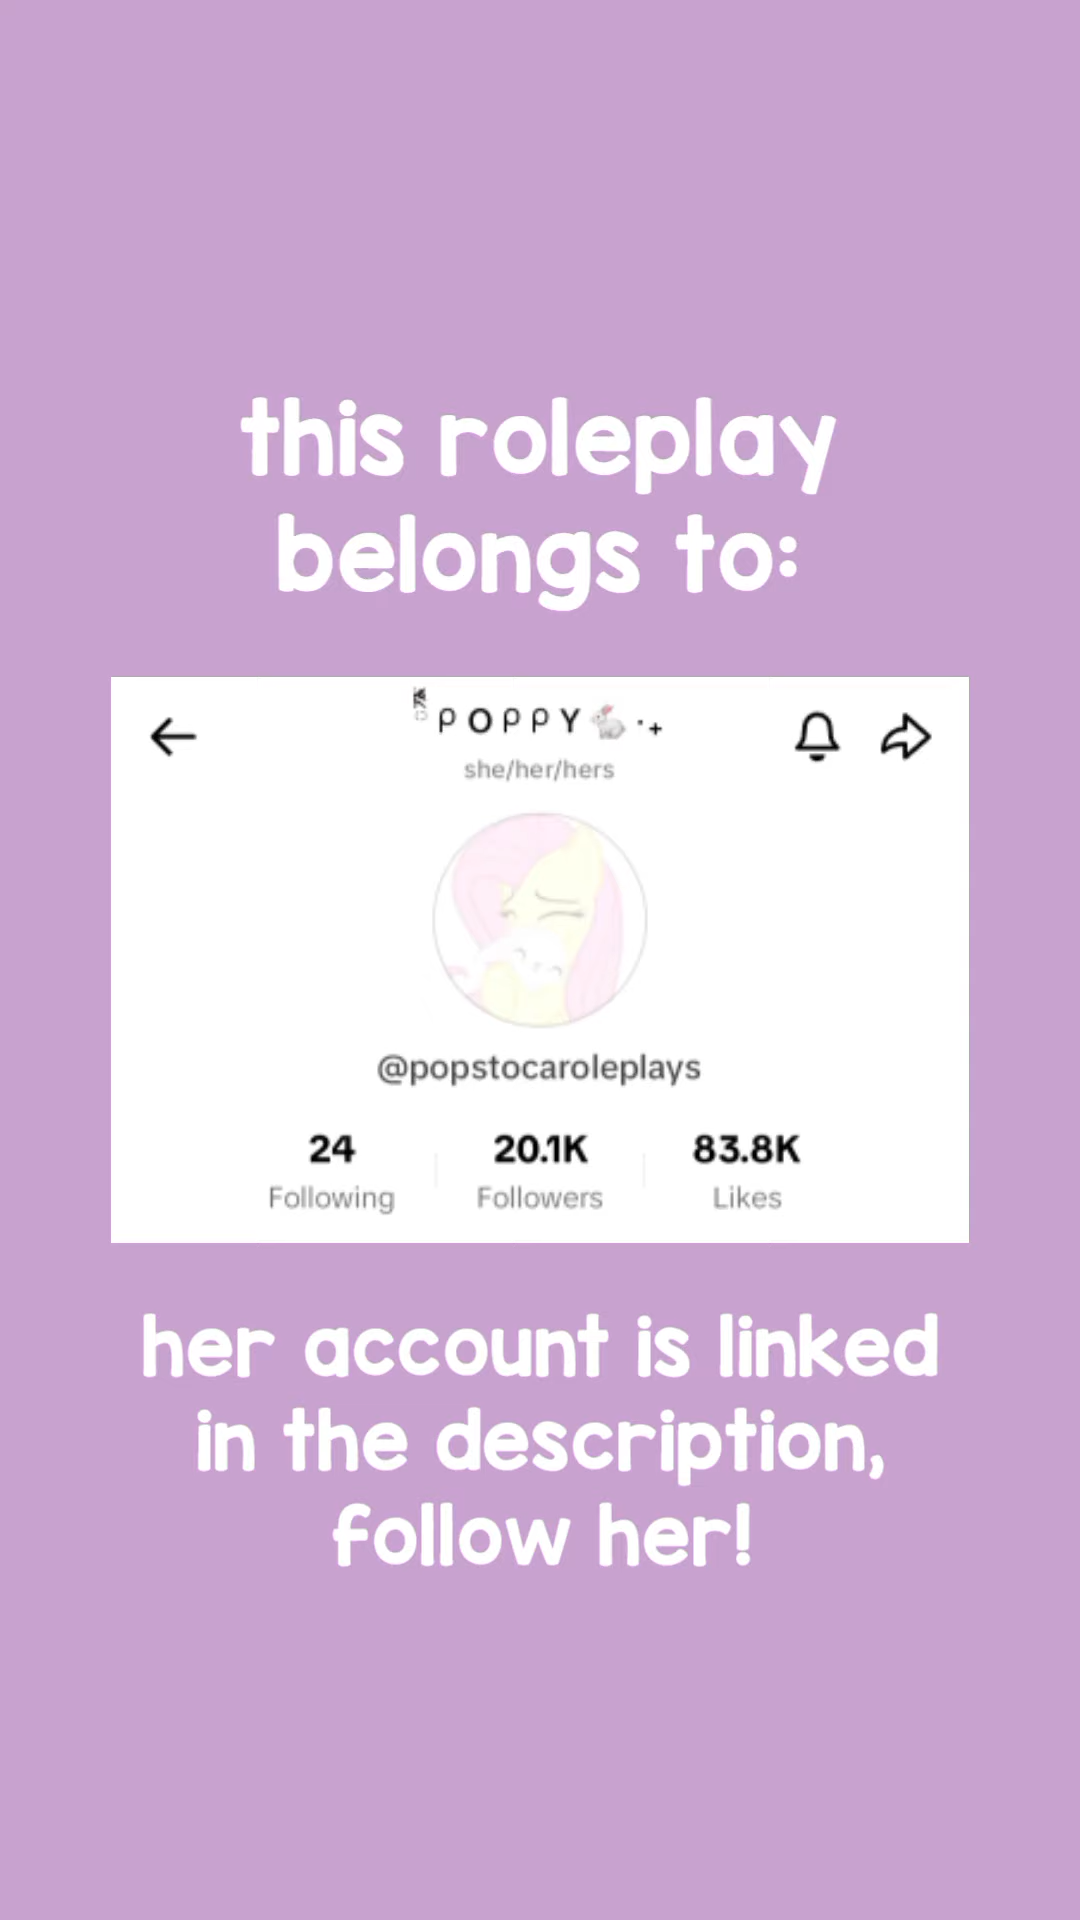 this roleplay
belongs to:
POPPY🐇‧₊
she/her/hers
@popstocaroleplays
24 20.1K 83.8K
Following Followers Likes
her account is linked
in the description,
follow her!